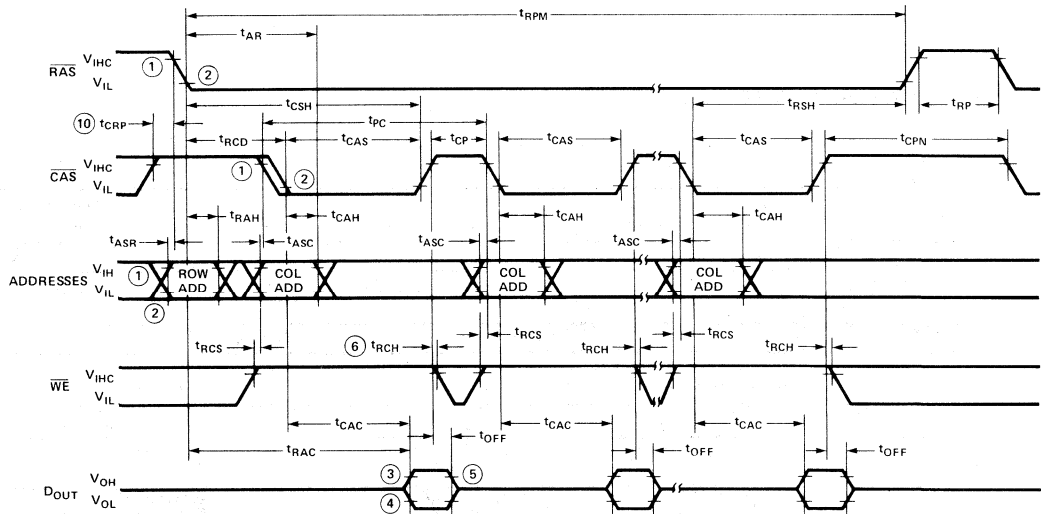 tRPM
tAR
RAS VIHC VIL 1 2
tCSH tRSH tRP
10 tCRP tPC
tRCD tCAS tCP tCAS tCAS tCPN
CAS VIHC VIL 1 2
tRAH tCAH tCAH tCAH
tASR tASC tASC tASC
ADDRESSES VIH VIL 1 2 ROW ADD COL ADD COL ADD COL ADD
tRCS 6 tRCH tRCS tRCH tRCS tRCH
WE VIHC VIL
tCAC tOFF tCAC tOFF tCAC tOFF
tRAC
DOUT VOH VOL 3 4 5